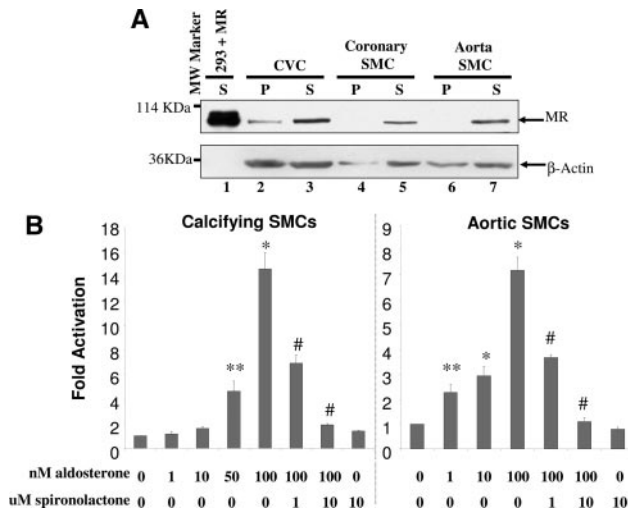 A
MW Marker
293 + MR
CVC
Coronary
SMC
Aorta
SMC
S P S P S P S
114 KDa
MR
36KDa
β-Actin
1 2 3 4 5 6 7
B
Calcifying SMCs
Aortic SMCs
Fold Activation
18
16
14
12
10
8
6
4
2
0
** * # #
9
8
7
6
5
4
3
2
1
0
** * * # #
nM aldosterone 0 1 10 50 100 100 100 0 0 1 10 100 100 100 0
uM spironolactone 0 0 0 0 0 1 10 10 0 0 0 0 1 10 10